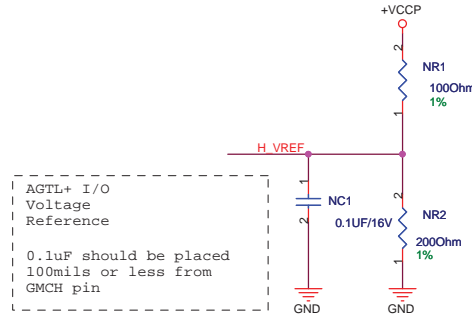 +VCCP
2
NR1
100Ohm
1%
1
H_VREF
1
NC1
2
0.1UF/16V
2
NR2
200Ohm
1%
1
GND
GND
AGTL+ I/O
Voltage
Reference
0.1uF should be placed
100mils or less from
GMCH pin